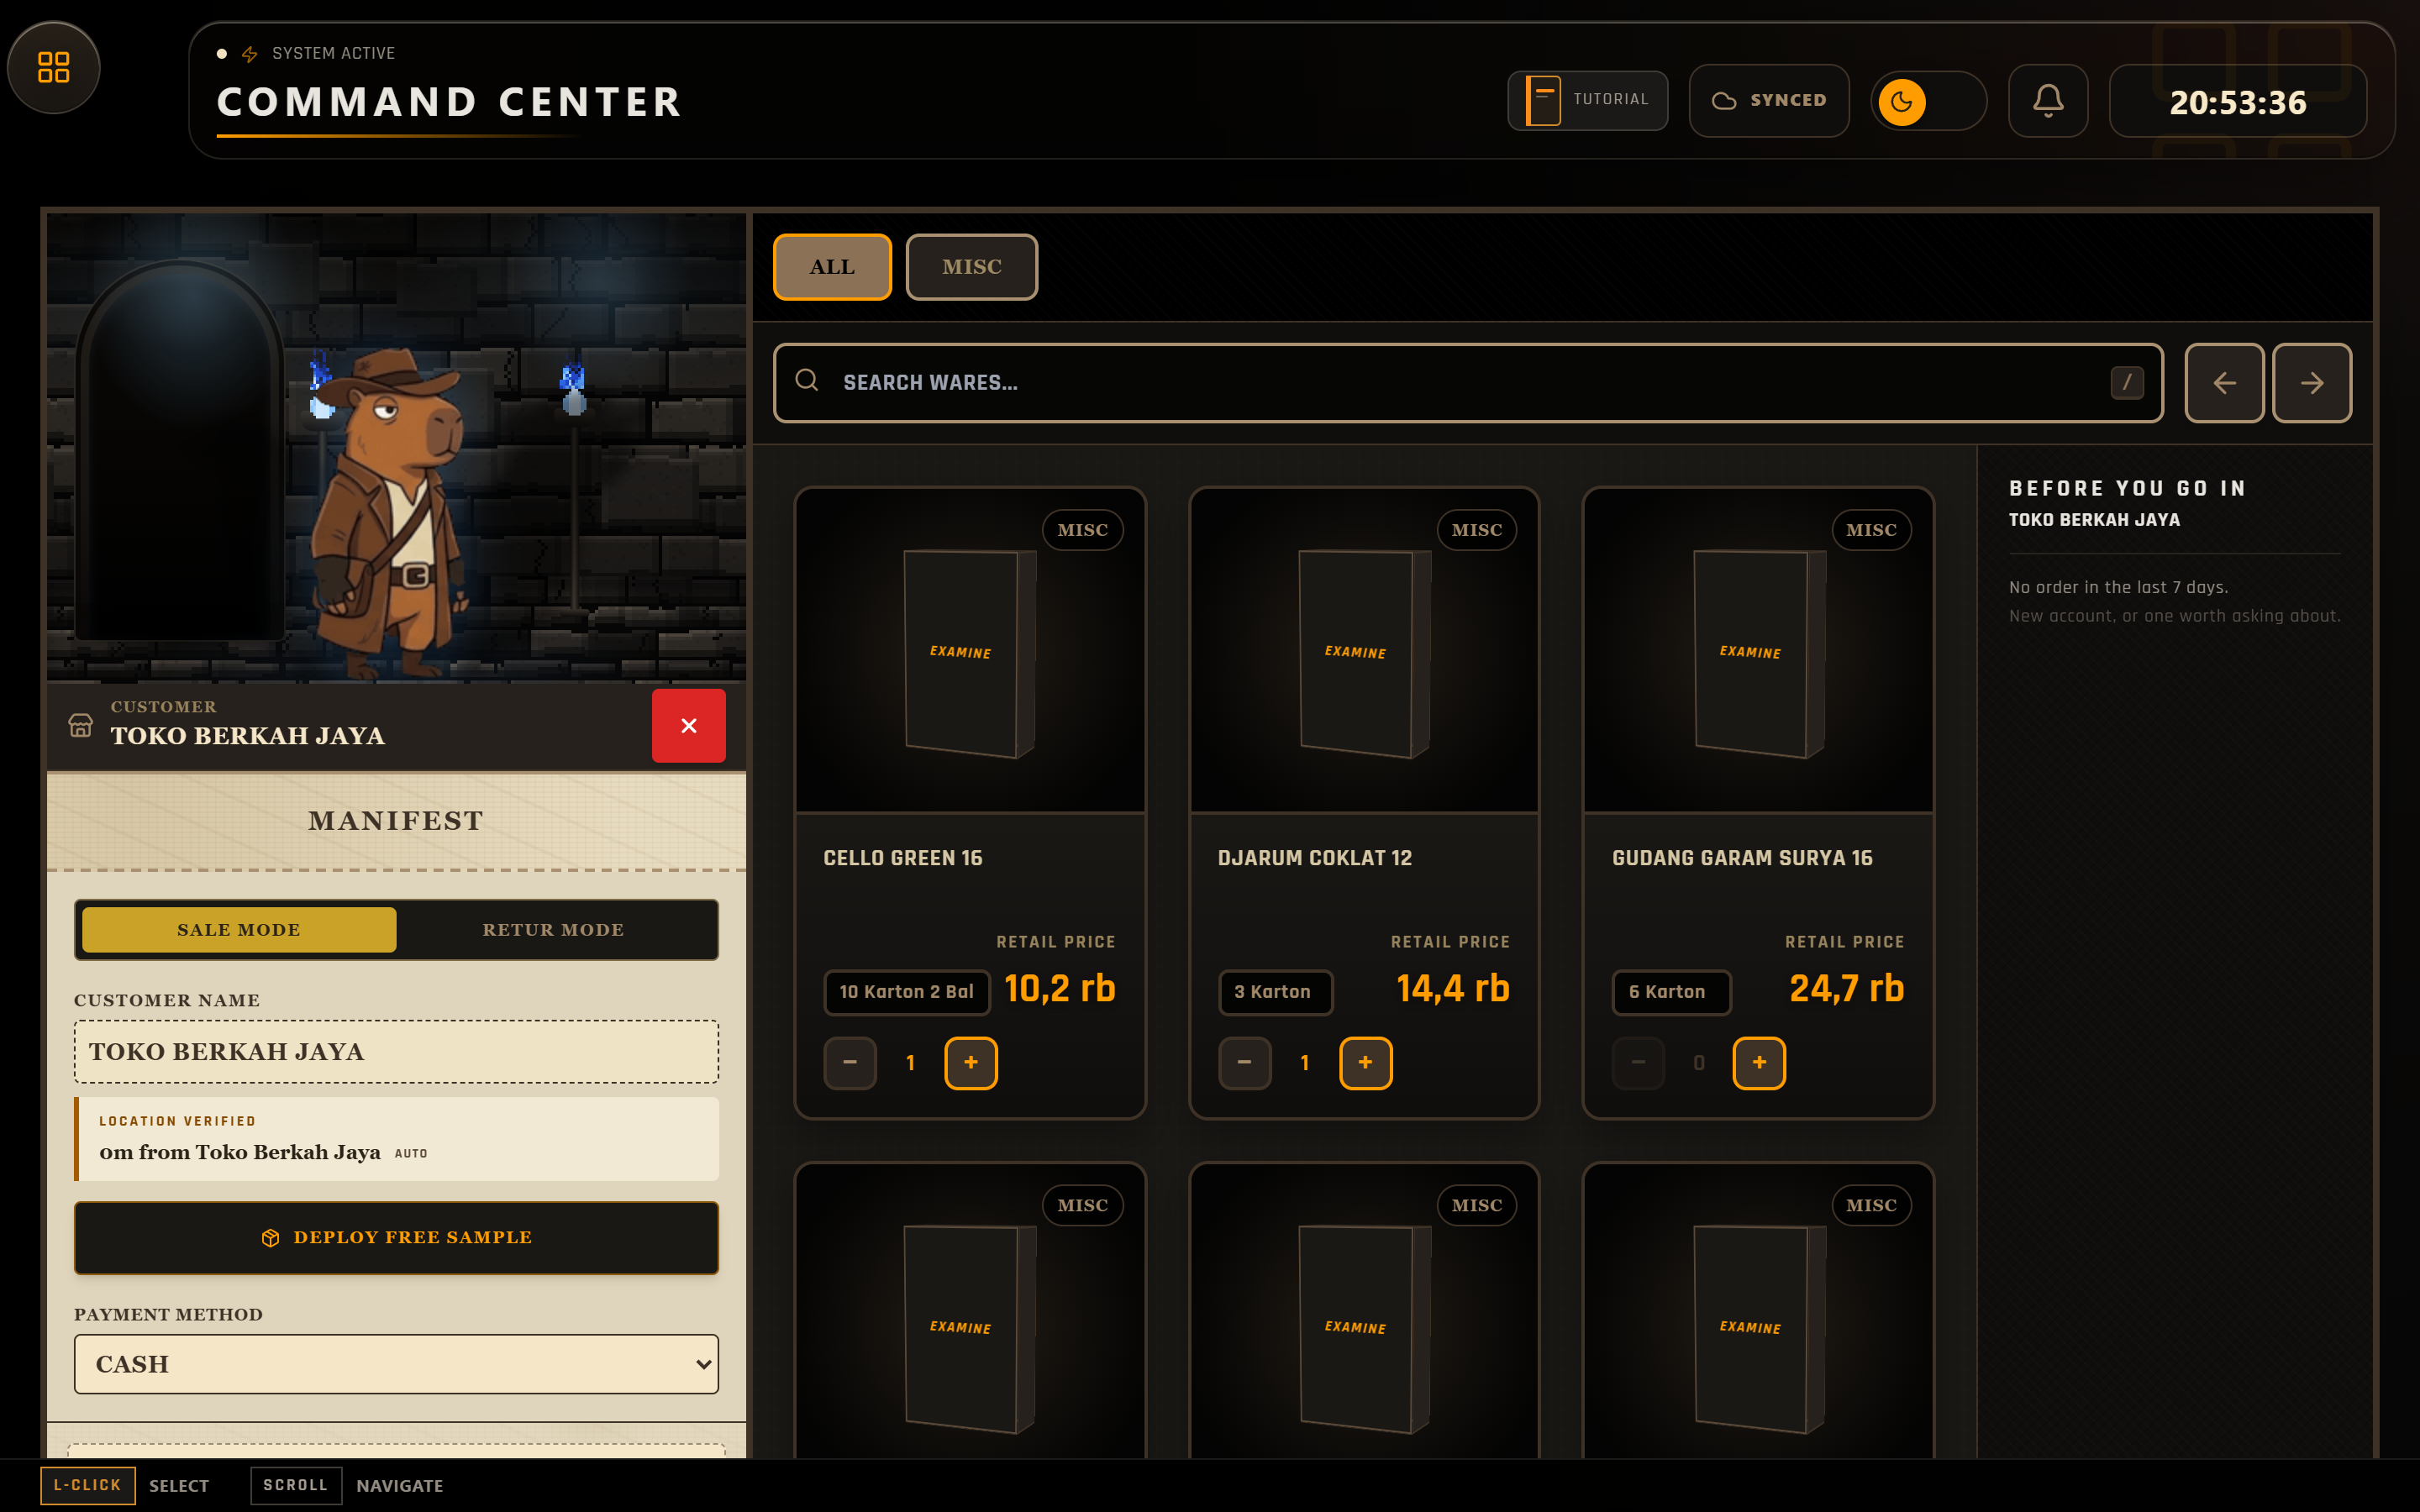 SYSTEM ACTIVE
COMMAND CENTER
TUTORIAL
SYNCED
20:53:36
ALL
MISC
SEARCH WARES...
/
CUSTOMER
TOKO BERKAH JAYA
MANIFEST
SALE MODE
RETUR MODE
CUSTOMER NAME
TOKO BERKAH JAYA
LOCATION VERIFIED
0m from Toko Berkah Jaya AUTO
DEPLOY FREE SAMPLE
PAYMENT METHOD
CASH
MISC
EXAMINE
CELLO GREEN 16
RETAIL PRICE
10 Karton 2 Bal
10,2 rb
− 1 +
MISC
EXAMINE
DJARUM COKLAT 12
RETAIL PRICE
3 Karton
14,4 rb
− 1 +
MISC
EXAMINE
GUDANG GARAM SURYA 16
RETAIL PRICE
6 Karton
24,7 rb
− 0 +
MISC
EXAMINE
MISC
EXAMINE
MISC
EXAMINE
BEFORE YOU GO IN
TOKO BERKAH JAYA
No order in the last 7 days.
New account, or one worth asking about.
L-CLICK SELECT
SCROLL NAVIGATE